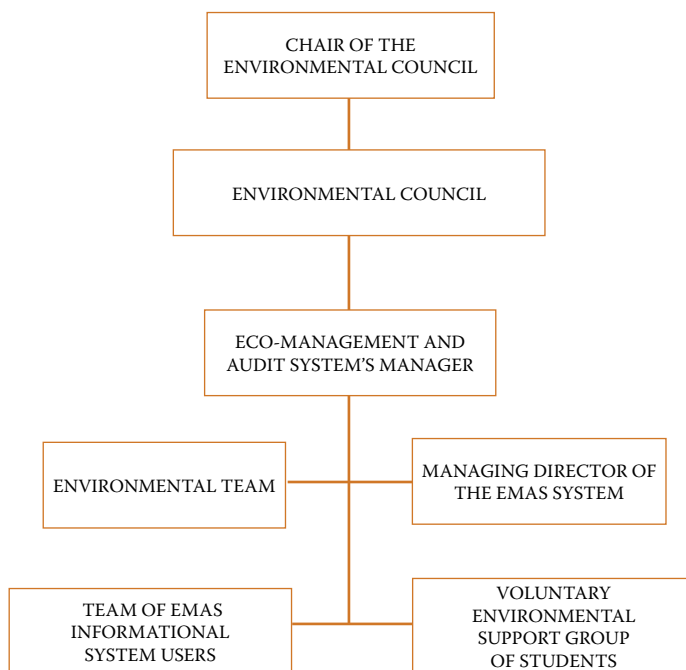 CHAIR OF THE
ENVIRONMENTAL COUNCIL
ENVIRONMENTAL COUNCIL
ECO-MANAGEMENT AND
AUDIT SYSTEM'S MANAGER
ENVIRONMENTAL TEAM
MANAGING DIRECTOR OF
THE EMAS SYSTEM
TEAM OF EMAS
INFORMATIONAL
SYSTEM USERS
VOLUNTARY
ENVIRONMENTAL
SUPPORT GROUP
OF STUDENTS